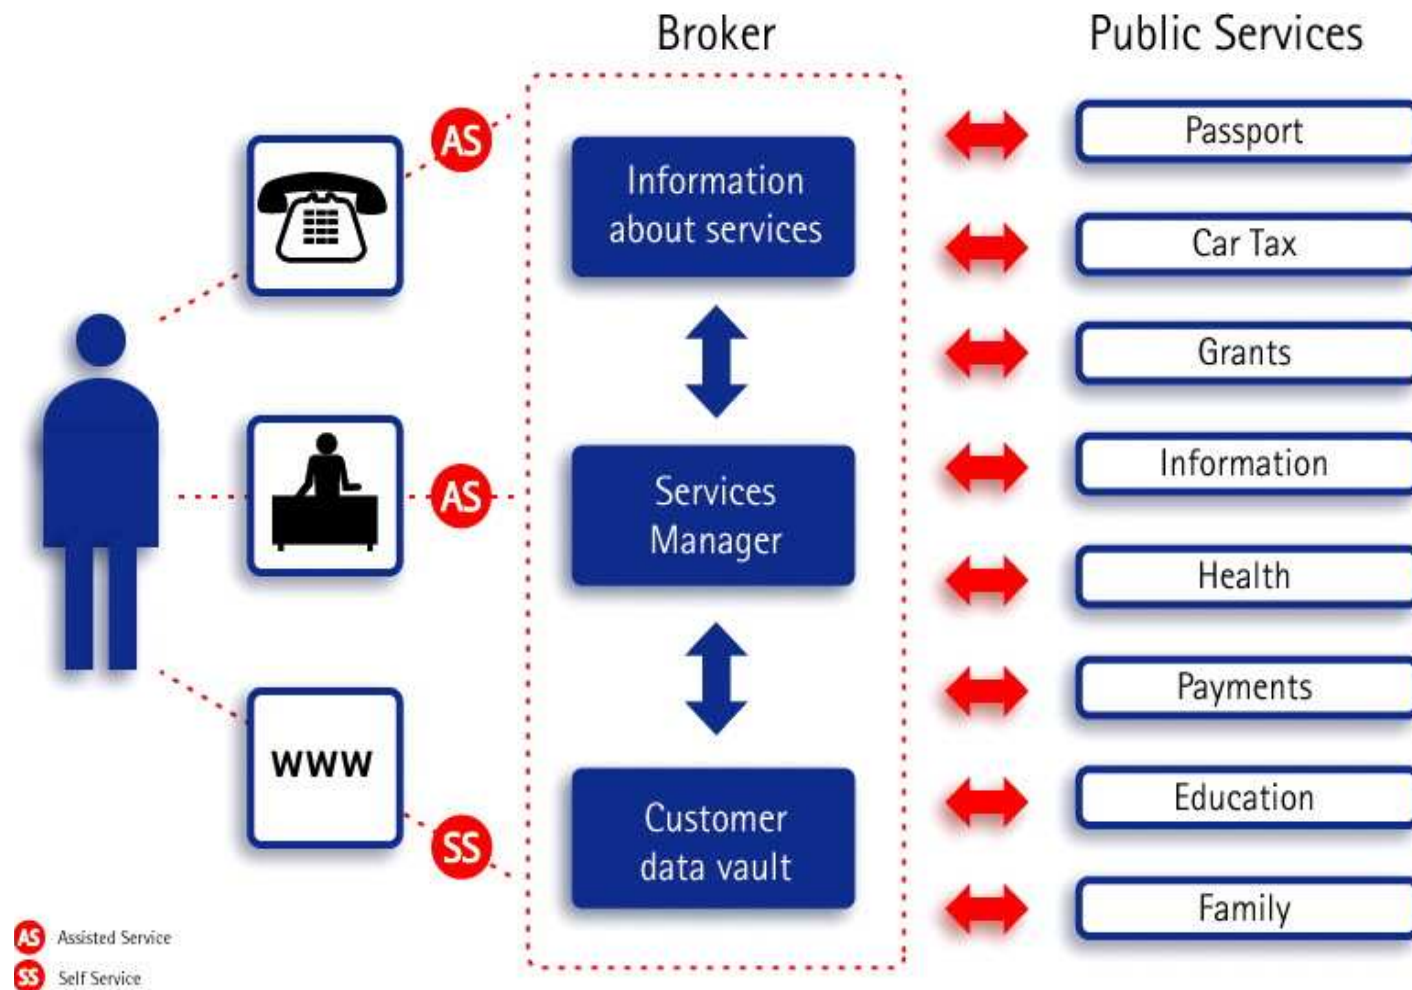 Broker
Public Services
AS
Information
about services
Services
Manager
Customer
data vault
AS
www
SS
Passport
Car Tax
Grants
Information
Health
Payments
Education
Family
AS Assisted Service
SS Self Service